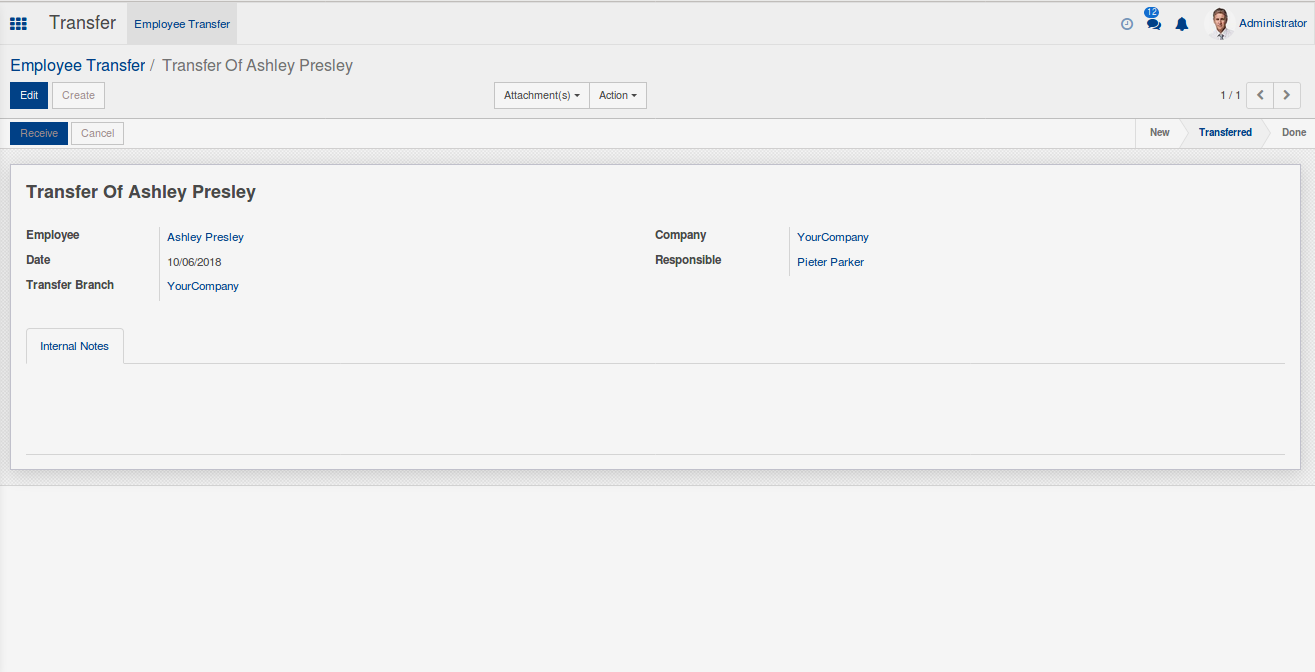 Transfer Employee Transfer 12 Administrator
Employee Transfer / Transfer Of Ashley Presley
Edit Create Attachment(s) Action 1 / 1
Receive Cancel New Transferred Done
Transfer Of Ashley Presley
Employee Ashley Presley Company YourCompany
Date 10/06/2018 Responsible Pieter Parker
Transfer Branch YourCompany
Internal Notes